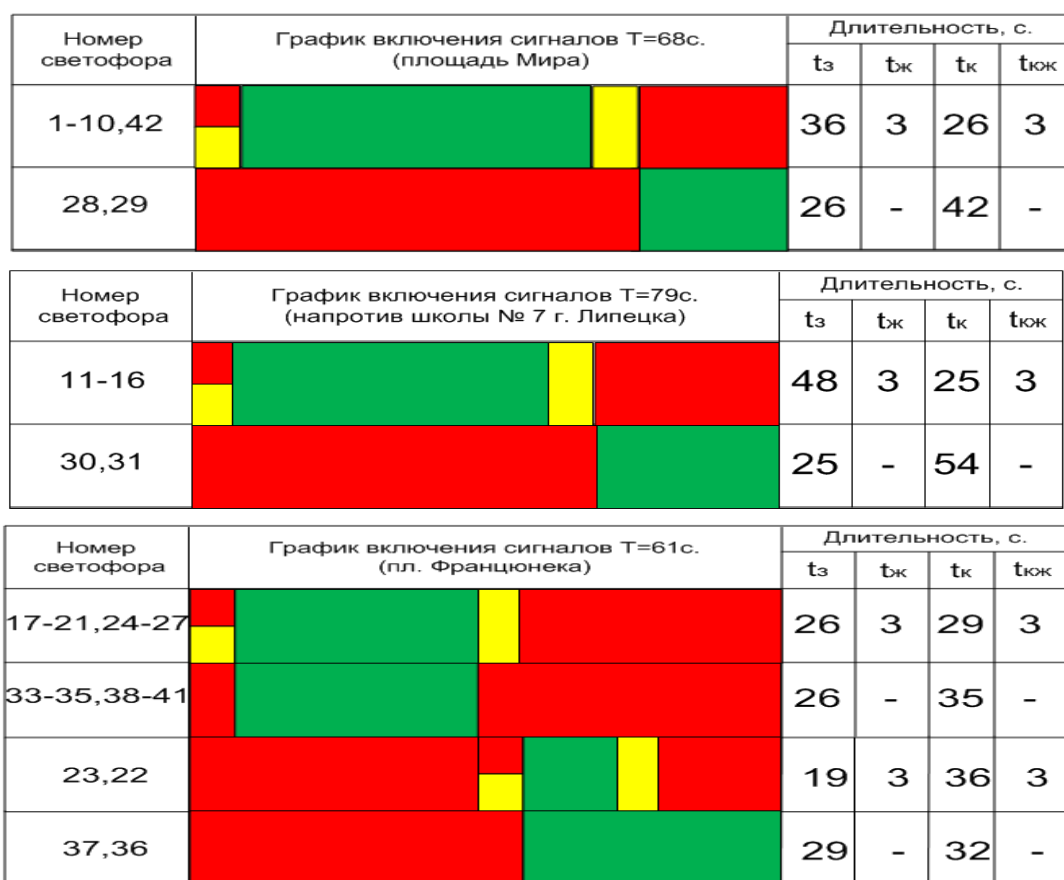 Номер светофора
График включения сигналов Т=68с.
(площадь Мира)
Длительность, с.
tз tж tк tкж
1-10,42 36 3 26 3
28,29 26 - 42 -
Номер светофора
График включения сигналов Т=79с.
(напротив школы № 7 г. Липецка)
Длительность, с.
tз tж tк tкж
11-16 48 3 25 3
30,31 25 - 54 -
Номер светофора
График включения сигналов Т=61с.
(пл. Францюнека)
Длительность, с.
tз tж tк tкж
17-21,24-27 26 3 29 3
33-35,38-41 26 - 35 -
23,22 19 3 36 3
37,36 29 - 32 -